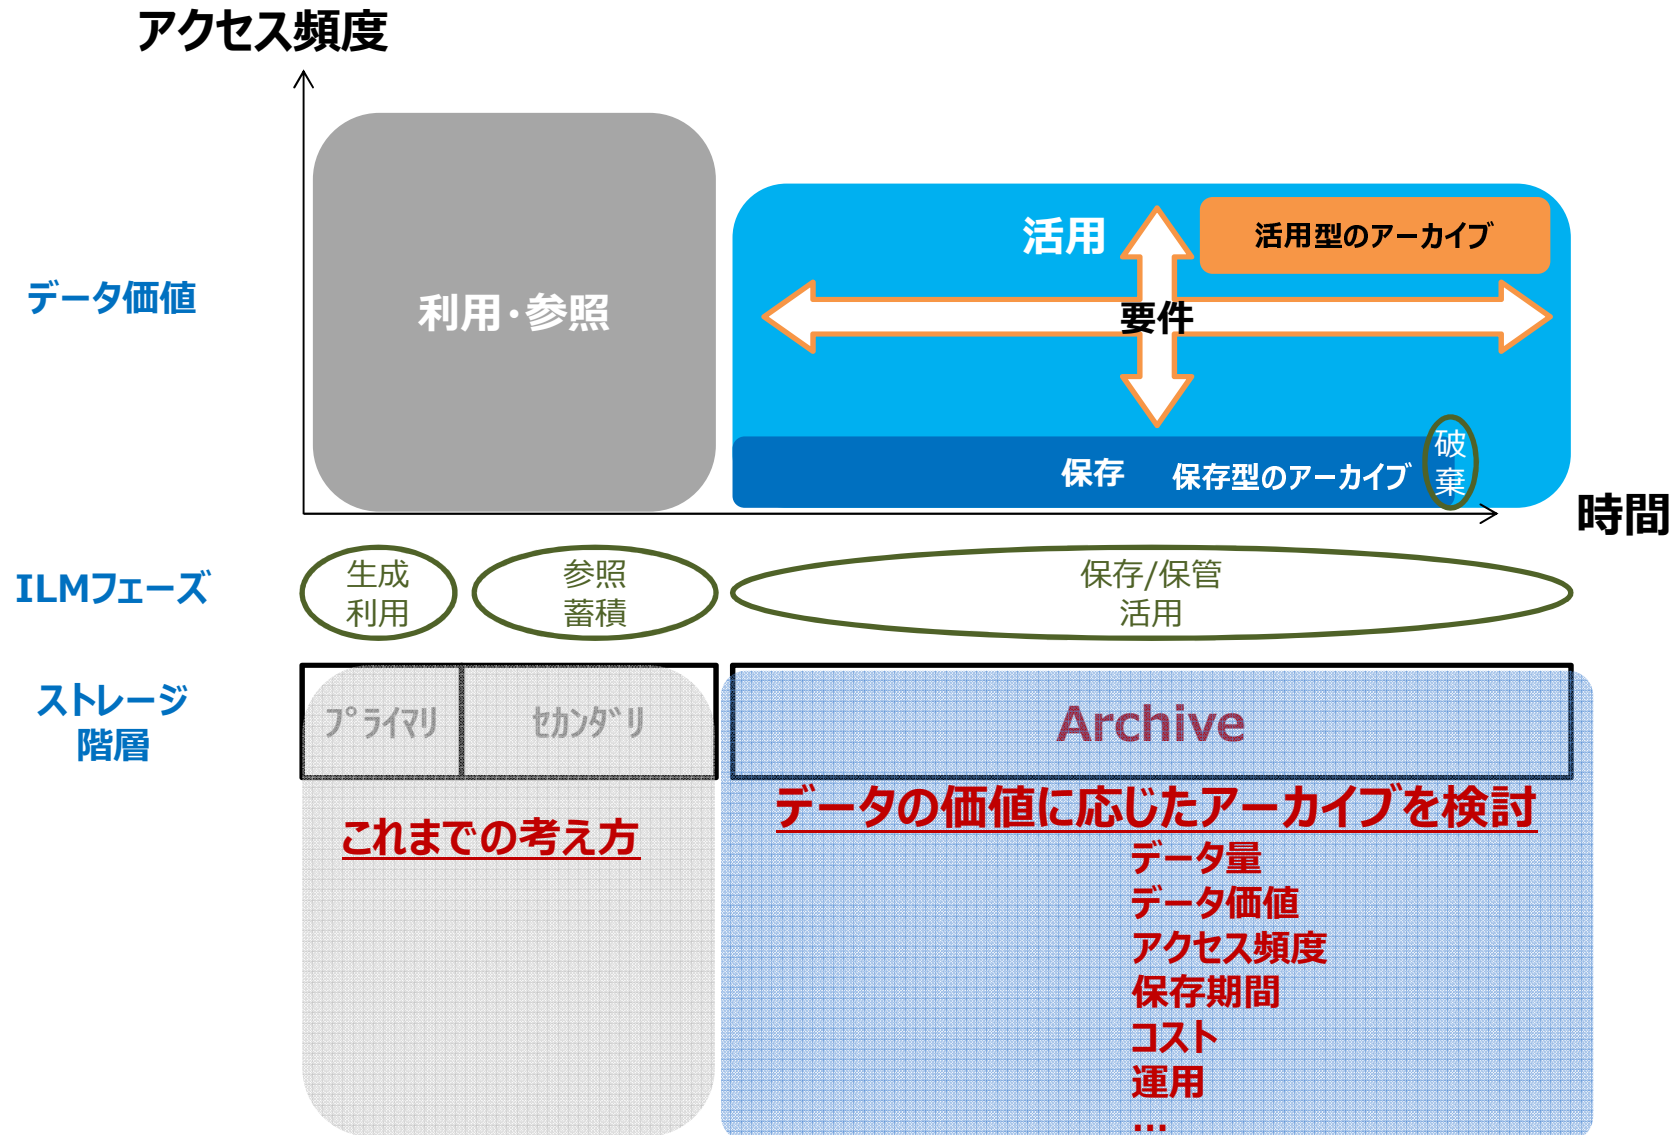 アクセス頻度
データ価値
利用・参照
活用
活用型のアーカイブ
要件
保存
保存型のアーカイブ
破
棄
時間
ILMフェーズ
生成
利用
参照
蓄積
保存/保管
活用
ストレージ
階層
ﾌﾟﾗｲﾏﾘ
ｾｶﾝﾀﾞﾘ
Archive
これまでの考え方
データの価値に応じたアーカイブを検討
データ量
データ価値
アクセス頻度
保存期間
コスト
運用
…